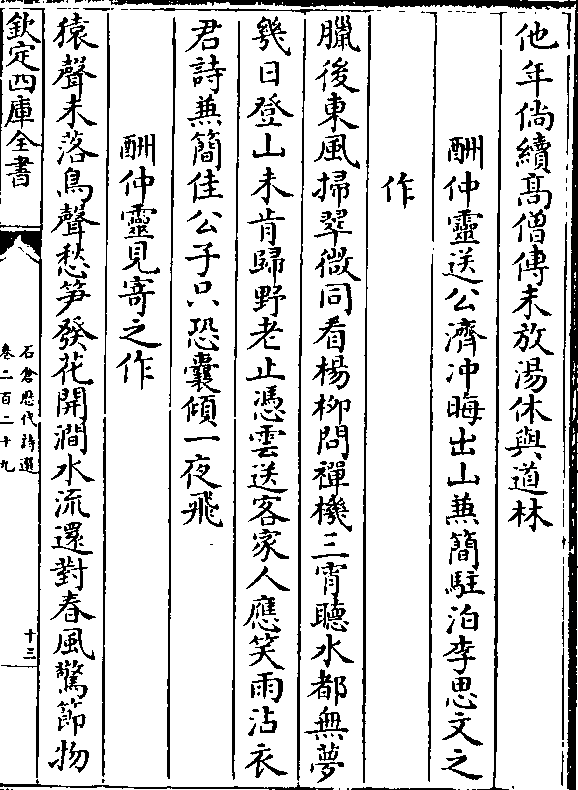 他年倘續髙僧傳未放湯休與道林
酬仲靈送公濟冲晦出山兼簡駐泊李思文之
作
臘後東風掃翠微同看楊柳問禪機三宵聽水都無夢
幾日登山未肯歸野老止憑雲送客家人應笑雨沾衣
君詩兼簡佳公子只恐囊傾一夜飛
酬仲靈見寄之作
猿聲未落鳥聲愁笋發花開澗水流還對春風驚節物
欽定四庫全書
石倉歴代詩選
卷二百二十九
十三